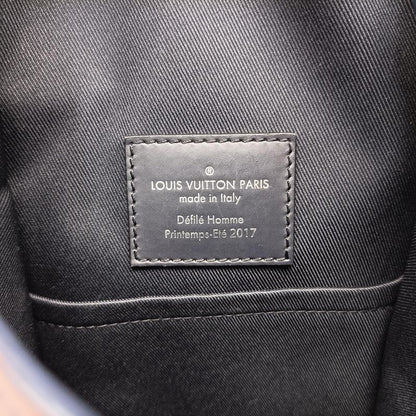 ®
LOUIS VUITTON PARIS
made in Italy
Défilé Homme
Printemps-Eté 2017